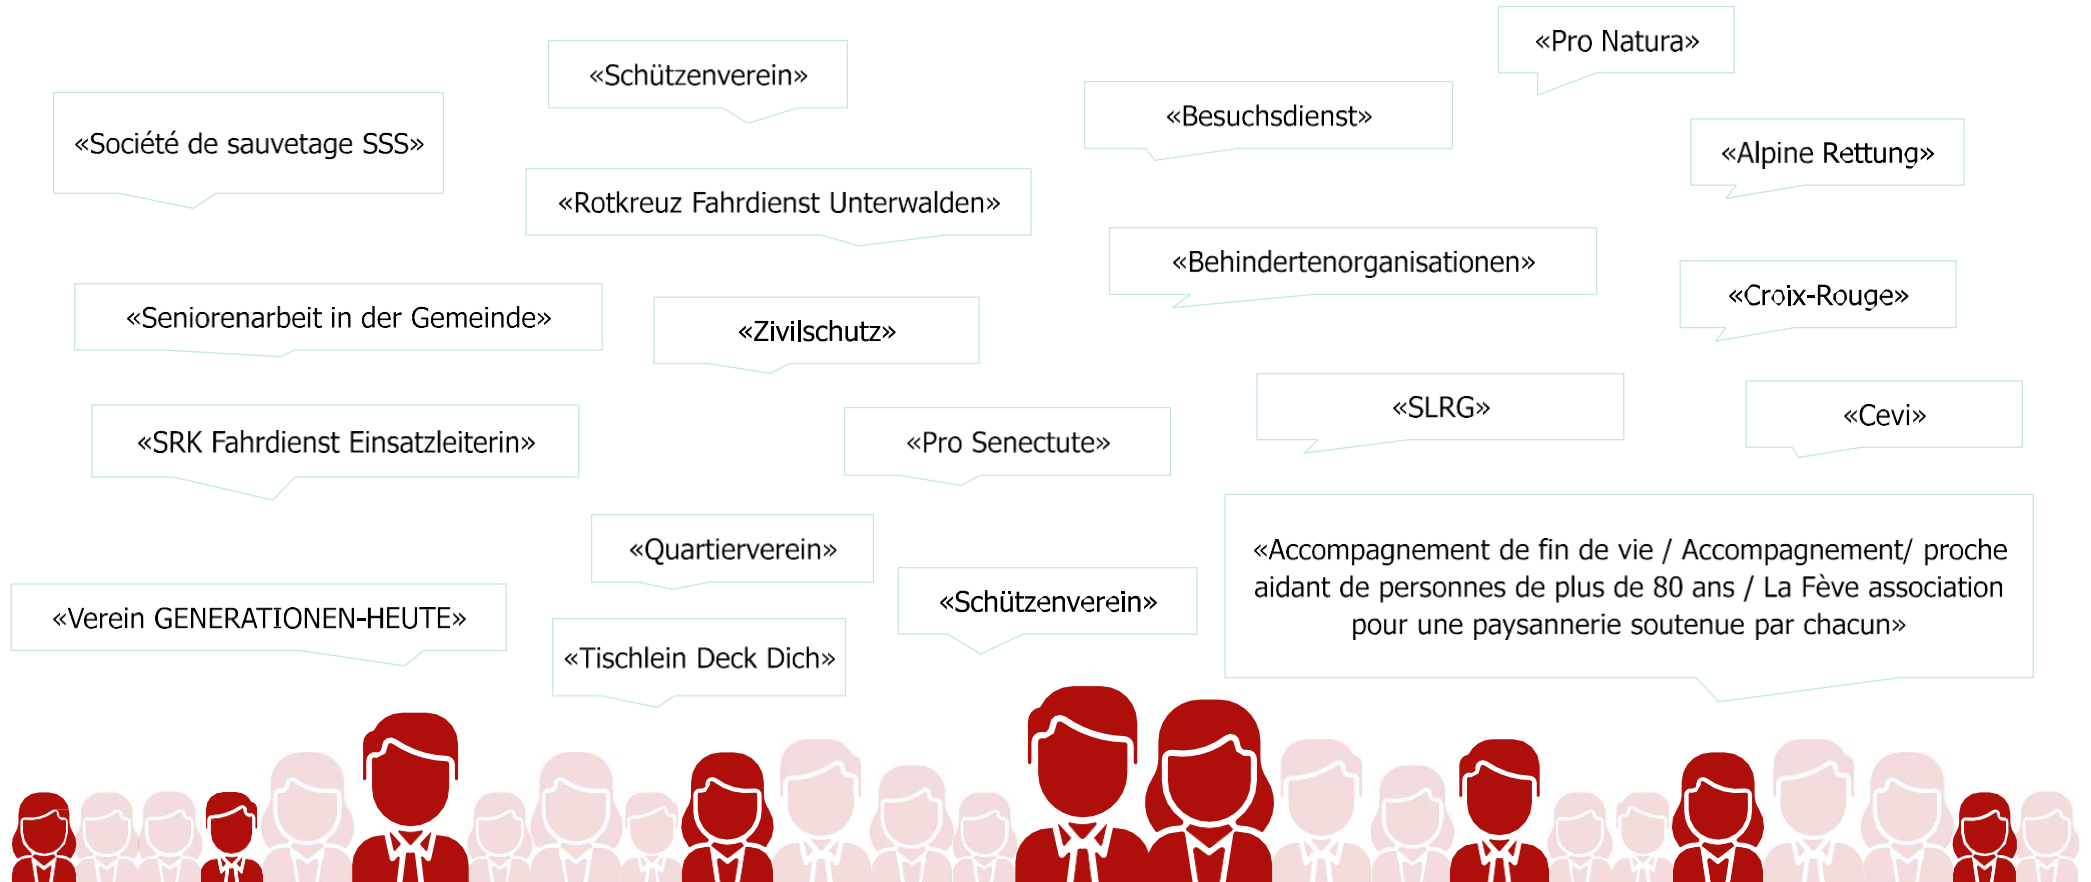 «Pro Natura»
«Schützenverein»
«Besuchsdienst»
«Société de sauvetage SSS»
«Alpine Rettung»
«Rotkreuz Fahrdienst Unterwalden»
«Behindertenorganisationen»
«Croix-Rouge»
«Seniorenarbeit in der Gemeinde»
«Zivilschutz»
«SLRG»
«Cevi»
«SRK Fahrdienst Einsatzleiterin»
«Pro Senectute»
«Quartierverein»
«Accompagnement de fin de vie / Accompagnement/ proche
aidant de personnes de plus de 80 ans / La Fève association
pour une paysannerie soutenue par chacun»
«Schützenverein»
«Verein GENERATIONEN-HEUTE»
«Tischlein Deck Dich»